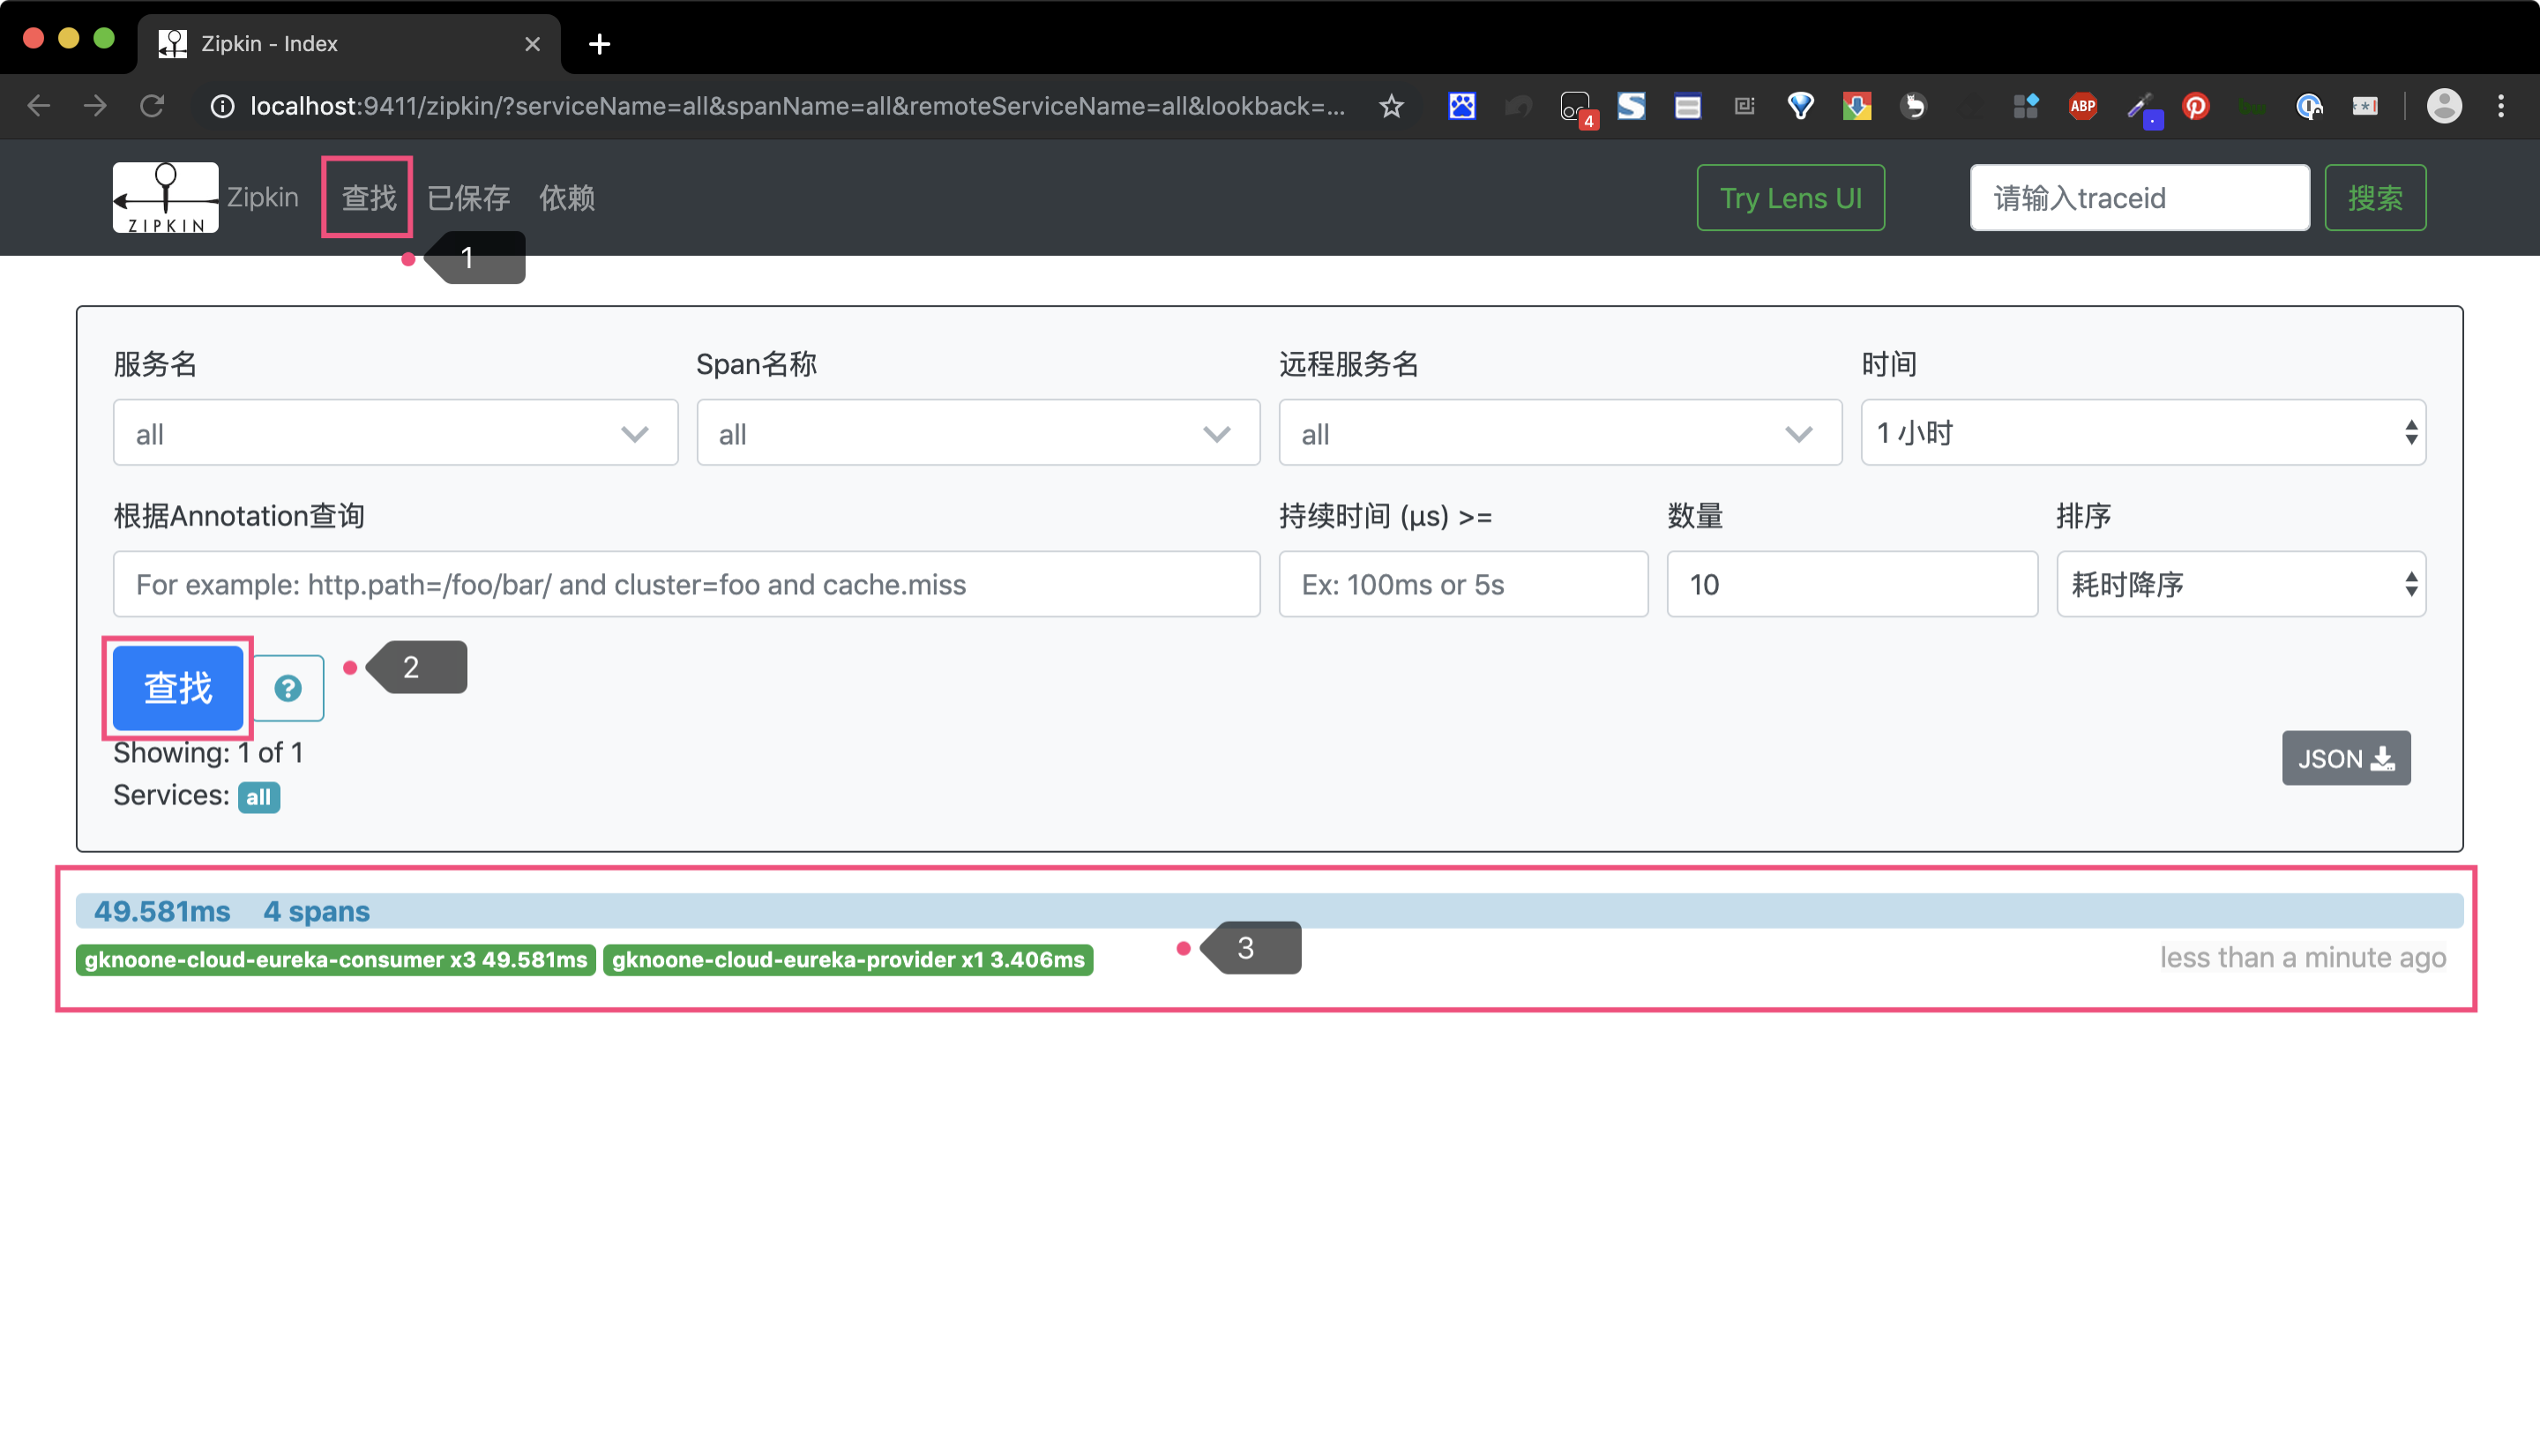 Zipkin - Index
localhost:9411/zipkin/?serviceName=all&spanName=all&remoteServiceName=all&lookback=...
4
ABP
ZIPKIN
Zipkin
查找
已保存
依赖
Try Lens UI
请输入traceid
搜索
1
服务名
Span名称
远程服务名
时间
all
all
all
1 小时
根据Annotation查询
持续时间 (μs) >=
数量
排序
For example: http.path=/foo/bar/ and cluster=foo and cache.miss
Ex: 100ms or 5s
10
耗时降序
查找
?
2
Showing: 1 of 1
JSON
Services: all
49.581ms 4 spans
gknoone-cloud-eureka-consumer x3 49.581ms
gknoone-cloud-eureka-provider x1 3.406ms
3
less than a minute ago